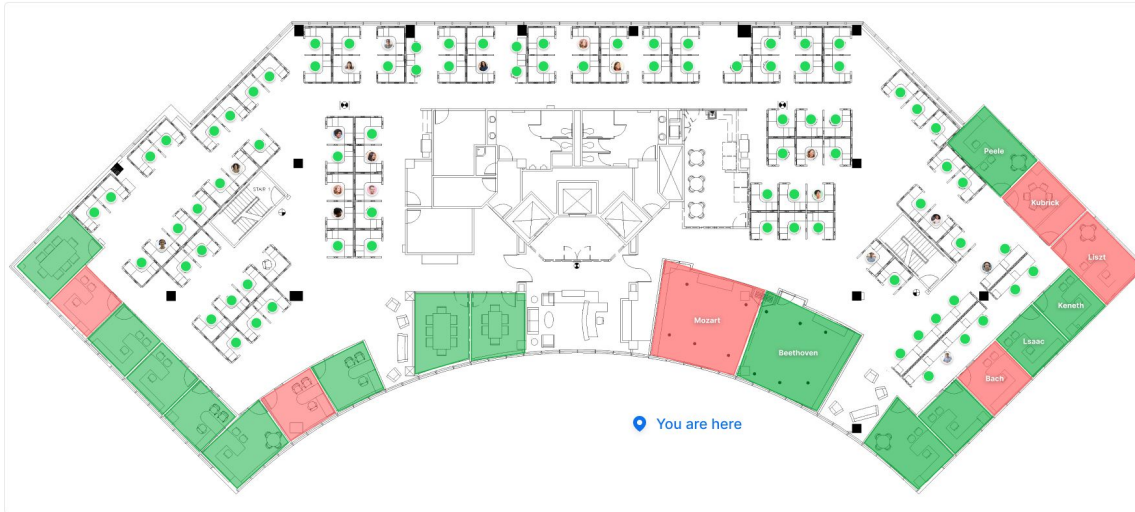 Peele
Kubrick
STAIR 1
Liszt
Keneth
Mozart
Lsaac
Beethoven
Bach
You are here